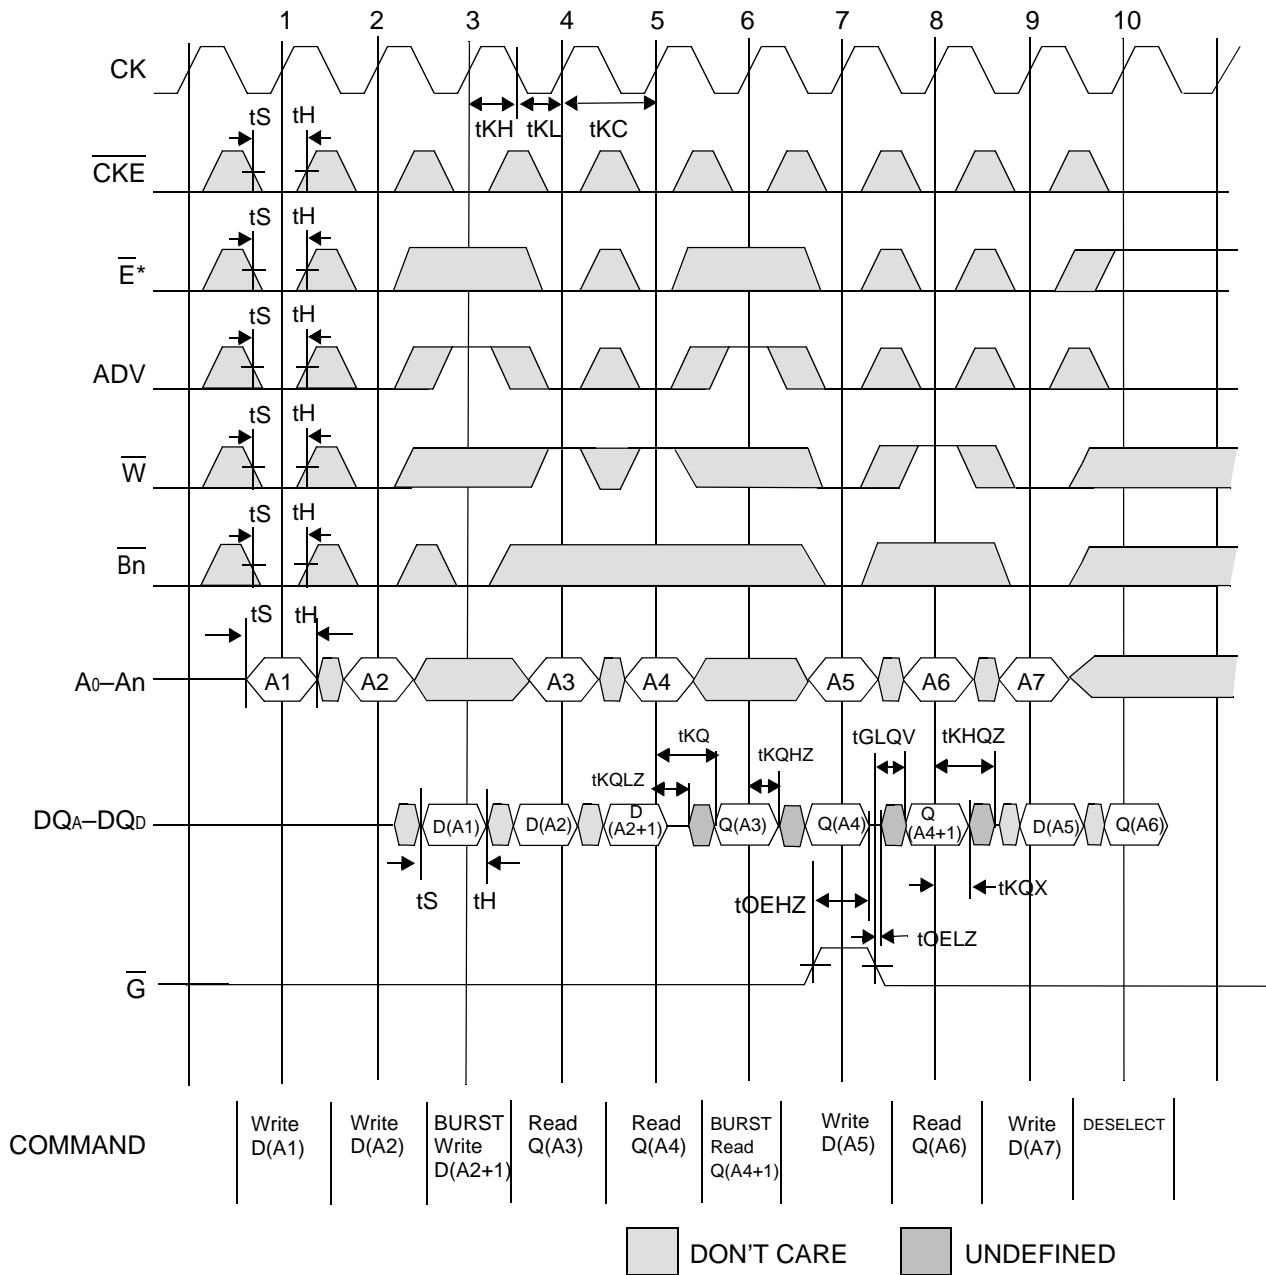 1 2 3 4 5 6 7 8 9 10
CK
tKH tKL tKC
tS tH
CKE
tS tH
E*
tS tH
ADV
tS tH
W
tS tH
Bn
tS tH
A0–An A1 A2 A3 A4 A5 A6 A7
tKQ tGLQV tKHQZ
tKQLZ tKQHZ
DQA–DQD D(A1) D(A2) D (A2+1) Q(A3) Q(A4) Q (A4+1) D(A5) Q(A6)
tS tH tOEHZ tKQX
tOELZ
G
COMMAND
Write D(A1)
Write D(A2)
BURST Write D(A2+1)
Read Q(A3)
Read Q(A4)
BURST Read Q(A4+1)
Write D(A5)
Read Q(A6)
Write D(A7)
DESELECT
DON'T CARE UNDEFINED